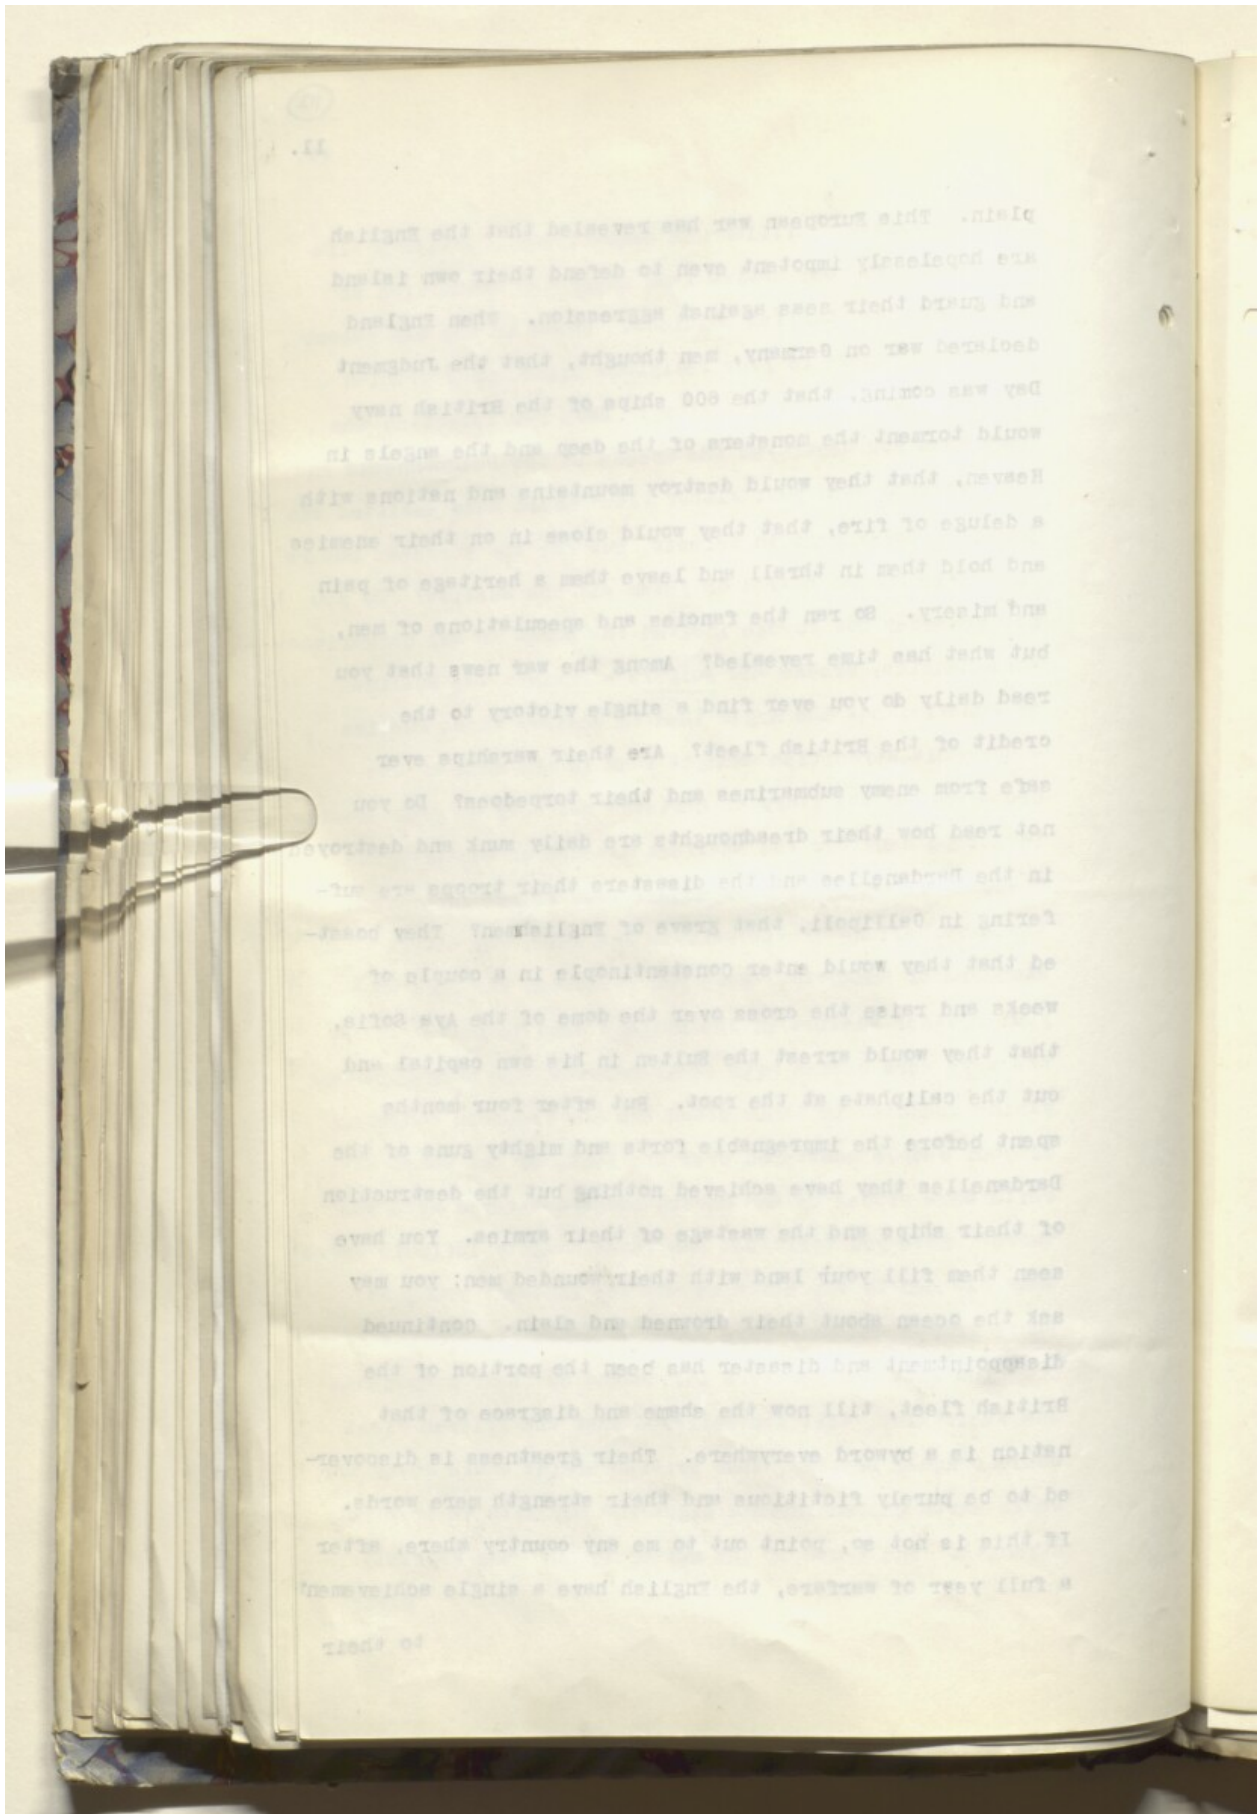 11.
plain. This European war has revealed that the English
are hopelessly impotent even to defend their own island
and guard their seas against aggression. When England
declared war on Germany, men thought, that the Judgment
Day was coming, that the 600 ships of the British navy
would torment the monsters of the deep and the angels in
Heaven, that they would destroy mountains and nations with
a deluge of fire, that they would close in on their enemies
and hold them in thrall and leave them a heritage of pain
and misery. So ran the fancies and speculations of men,
but what has time revealed? Among the war news that you
read daily do you ever find a single victory to the
credit of the British fleet? Are their warships ever
safe from enemy submarines and their torpedoes? Do you
not read how their dreadnoughts are daily sunk and destroyed
in the Dardanelles and the disasters their troops are suf-
fering in Gallipoli, that grave of Englishmen? They boast-
ed that they would enter Constantinople in a couple of
weeks and raise the cross over the dome of the Aya Sofia,
that they would arrest the Sultan in his own capital and
cut the caliphate at the root. But after four months
spent before the impregnable forts and mighty guns of the
Dardanelles they have achieved nothing but the destruction
of their ships and the wastage of their armies. You have
seen them fill your land with their wounded men; you may
ask the ocean about their drowned and slain. Continued
disappointment and disaster has been the portion of the
British fleet, till now the shame and disgrace of that
nation is a byword everywhere. Their greatness is discover-
ed to be purely fictitious and their strength mere words.
If this is not so, point out to me any country where, after
a full year of warfare, the English have a single achievement
to their